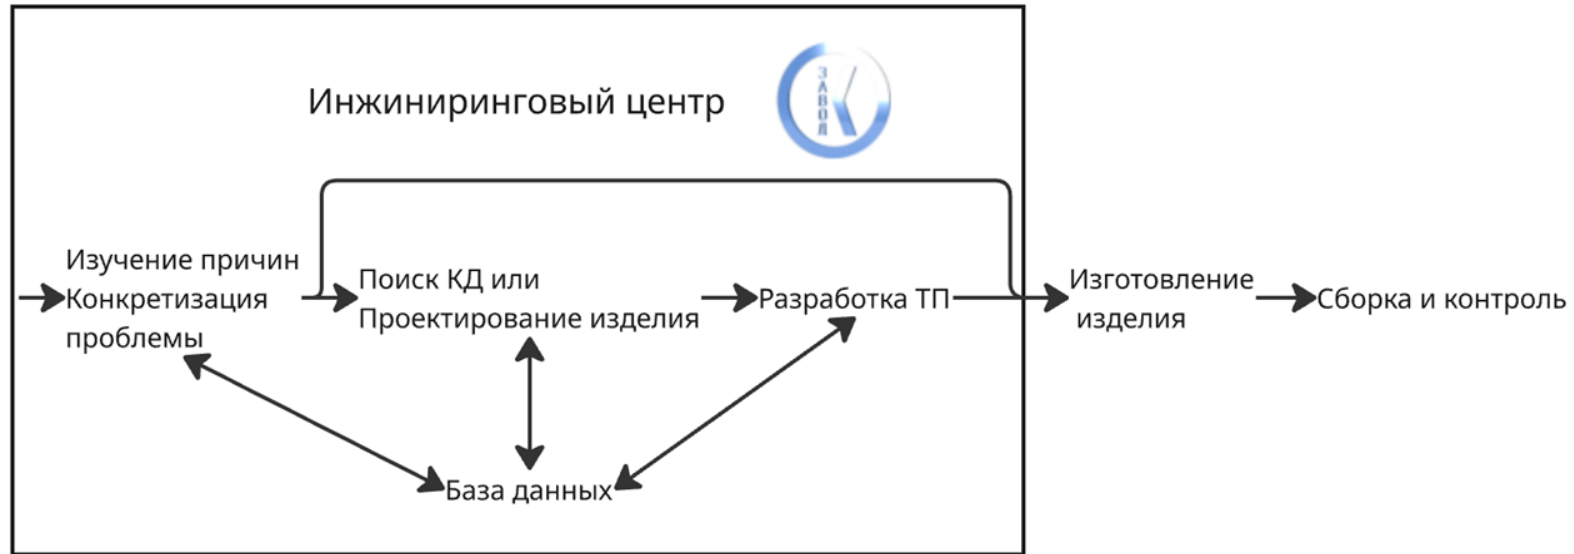 Инжиниринговый центр
ЗАВОД
Изучение причин
Конкретизация
проблемы
Поиск КД или
Проектирование изделия
Разработка ТП
Изготовление
изделия
Сборка и контроль
База данных